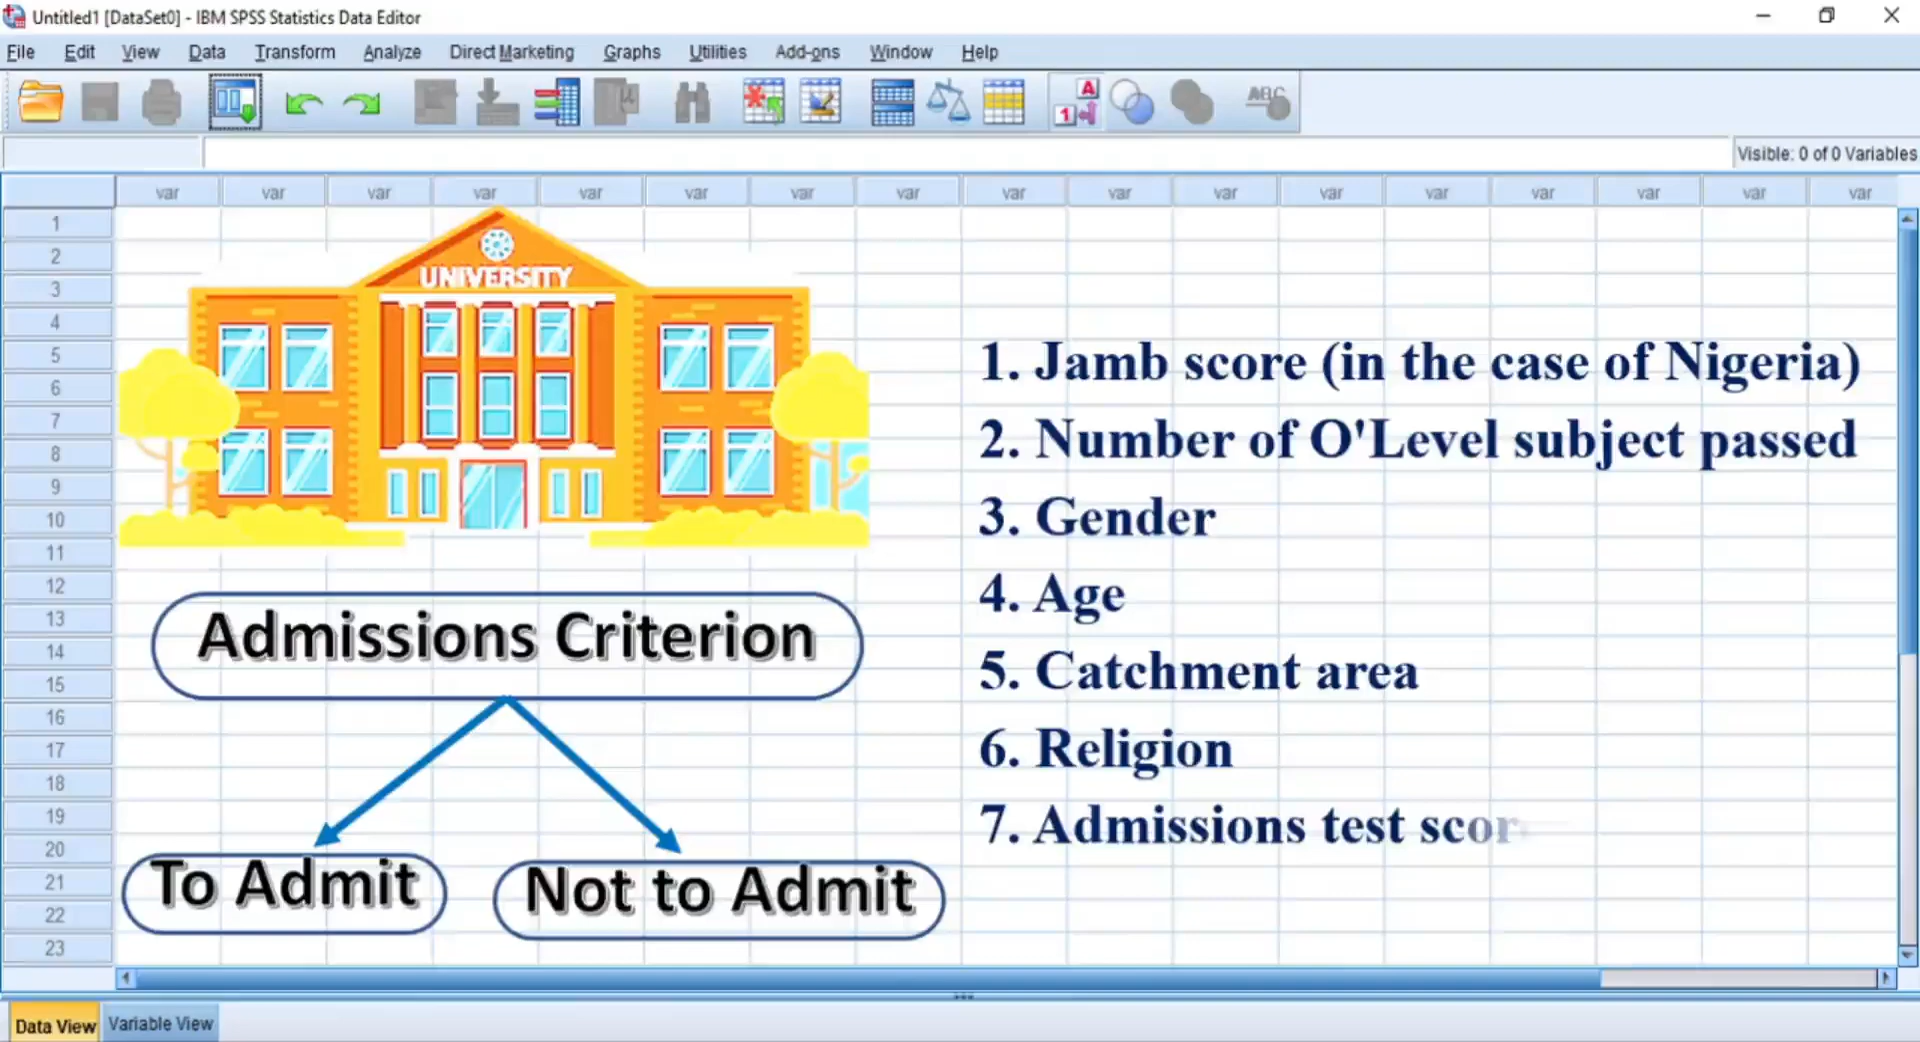 Untitled1 [DataSet0] - IBM SPSS Statistics Data Editor
File Edit View Data Transform Analyze Direct Marketing Graphs Utilities Add-ons Window Help
A
1
ABC
Visible: 0 of 0 Variables
var var var var var var var var var var var var var var var var var
1
2
3
4
5
6
7
8
9
10
11
12
13
14
15
16
17
18
19
20
21
22
23
UNIVERSITY
Admissions Criterion
To Admit
Not to Admit
1. Jamb score (in the case of Nigeria)
2. Number of O'Level subject passed
3. Gender
4. Age
5. Catchment area
6. Religion
7. Admissions test scor
Data View Variable View